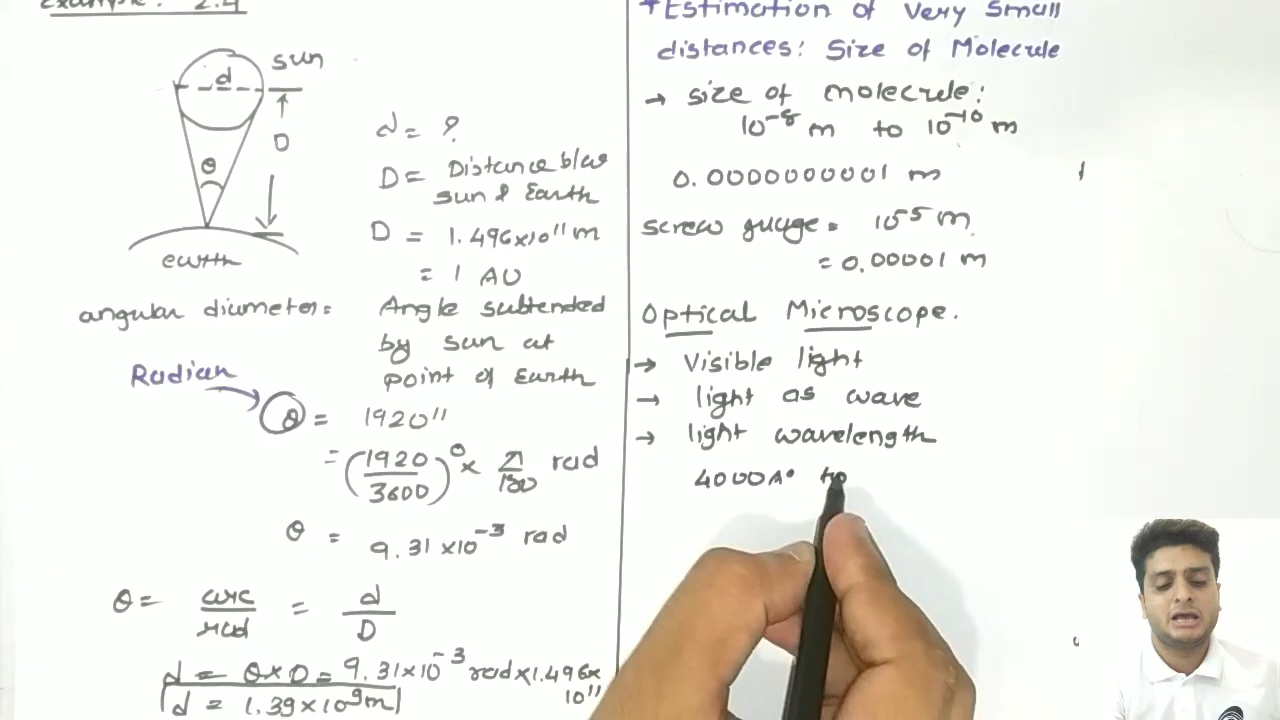 Example: 2.4
sun
d
D
θ
earth
d = ?
D = Distance b/w
sun & Earth
D = 1.496×10¹¹ m
= 1 AU
angular diameter = Angle subtended
by sun at
point of Earth
Radian
θ = 1920''
= (1920/3600)° × π/180 rad
θ = 9.31×10⁻³ rad
θ = arc/rad = d/D
d = θ×D = 9.31×10⁻³ rad×1.496×
10¹¹
d = 1.39×10⁹m
Estimation of Very Small
distances: Size of Molecule
→ size of molecule:
10⁻⁸ m to 10⁻¹⁰ m
0.0000000001 m
screw guage = 10⁻⁵ m
= 0.00001 m
Optical Microscope.
→ Visible light
→ light as wave
→ light wavelength
4000A° to